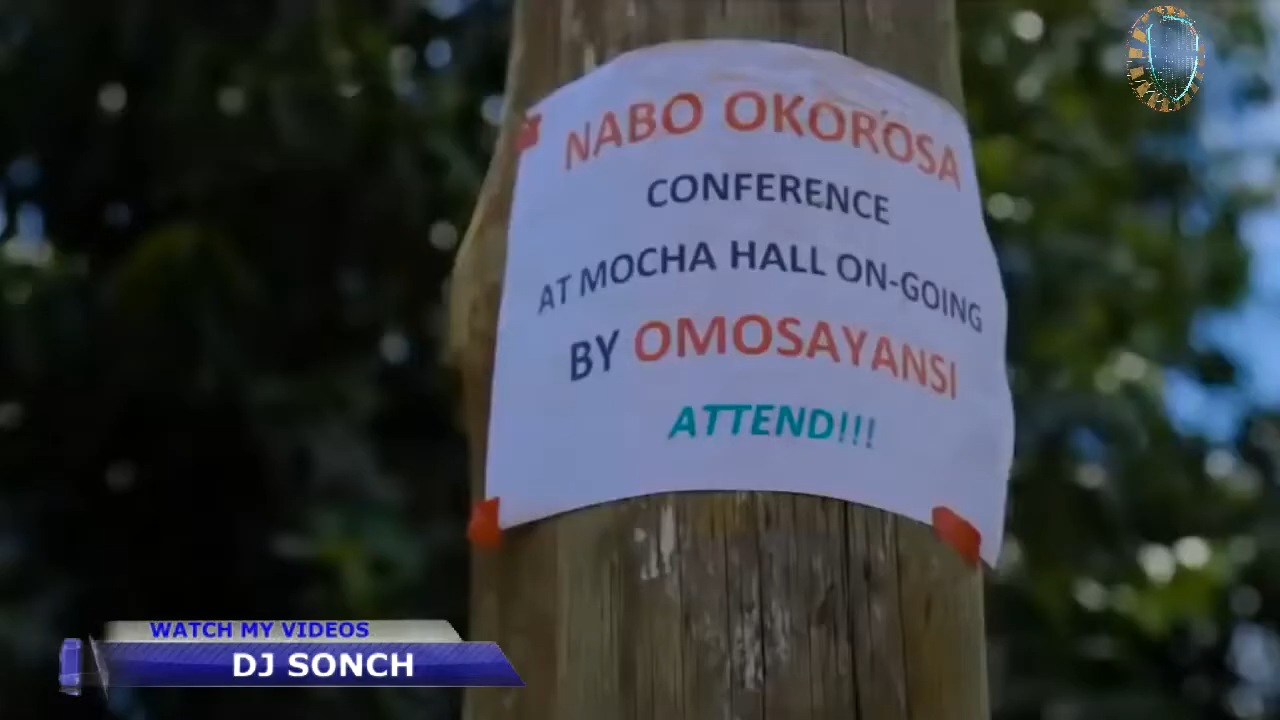 NABO OKOROSA
CONFERENCE
AT MOCHA HALL ON-GOING
BY OMOSAYANSI
ATTEND!!!
WATCH MY VIDEOS
DJ SONCH